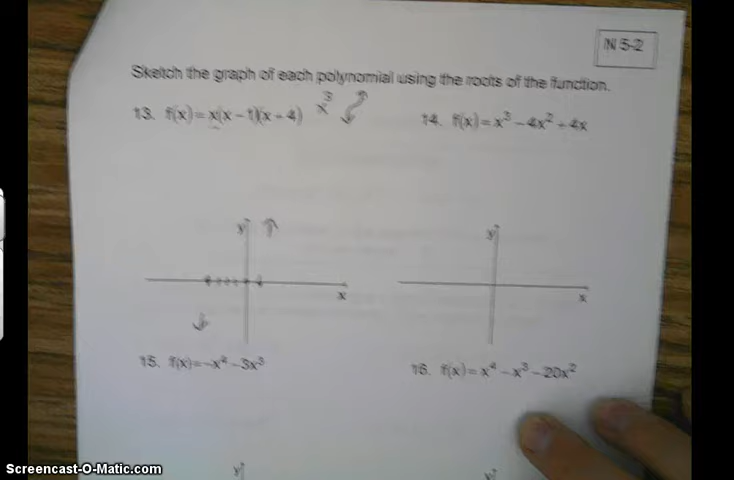 N 5-2
Sketch the graph of each polynomial using the roots of the function.
13. f(x) = x(x - 1)(x + 4) x³
14. f(x) = x³ - 4x² + 4x
y
x
y
x
15. f(x) = -x⁴ - 3x³
16. f(x) = x⁴ - x³ - 20x²
y
y
Screencast-O-Matic.com